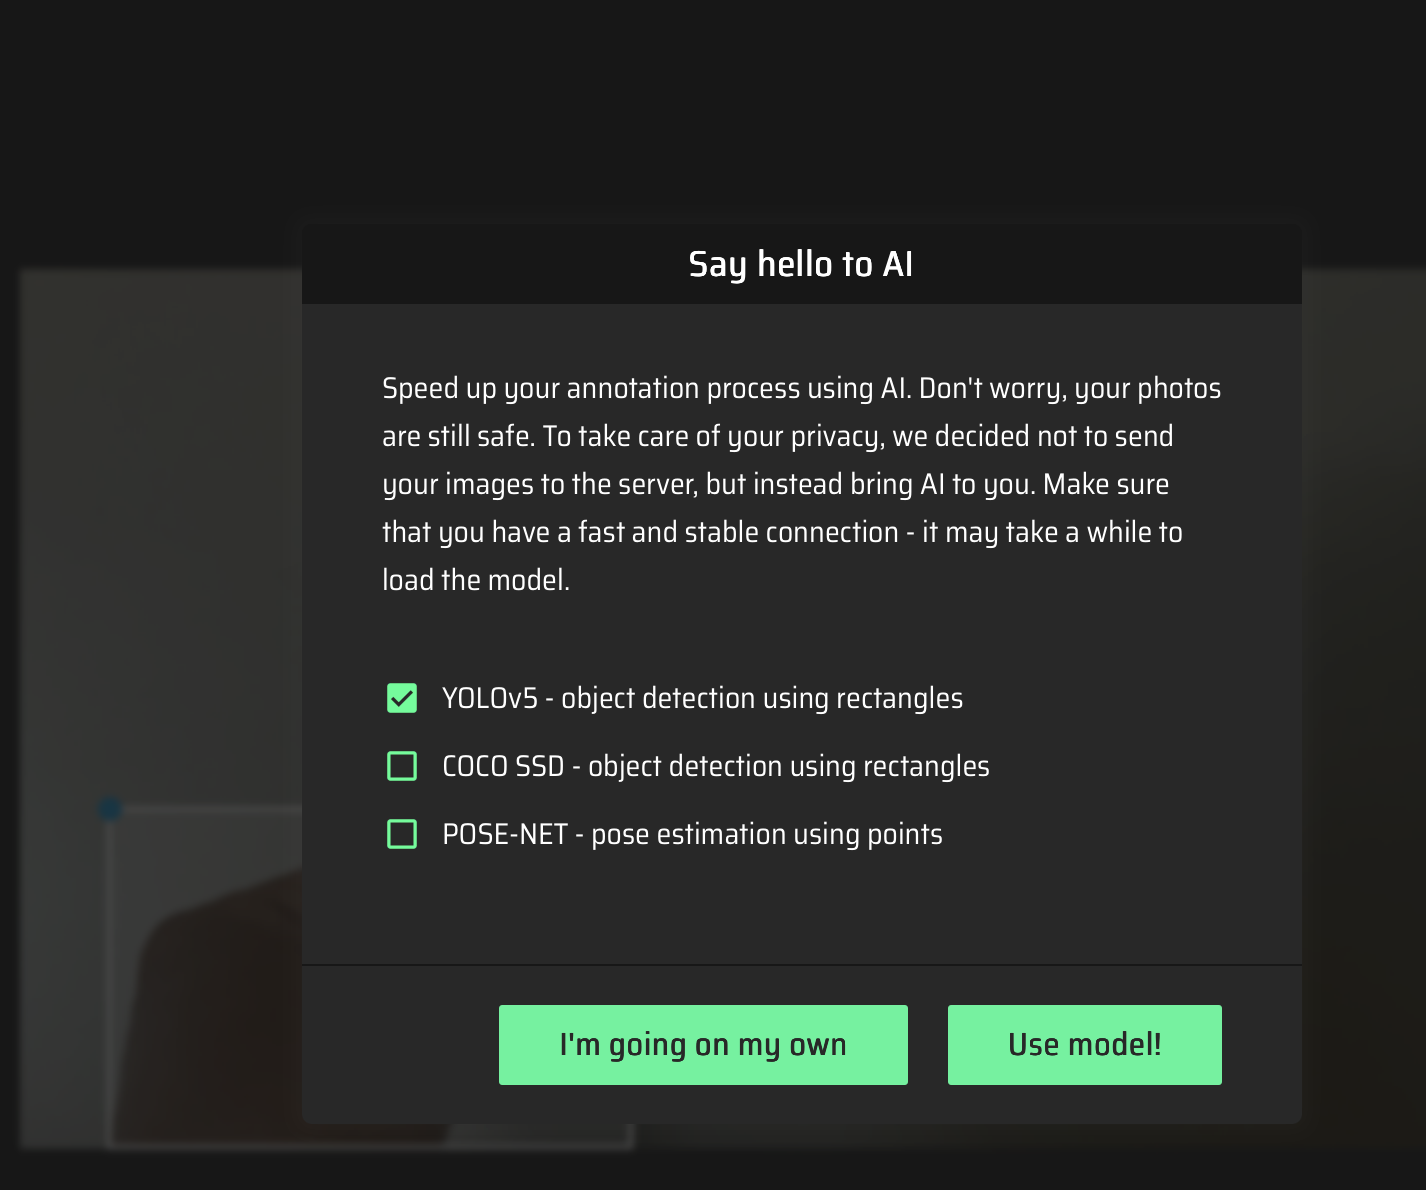 Say hello to AI
Speed up your annotation process using AI. Don't worry, your photos
are still safe. To take care of your privacy, we decided not to send
your images to the server, but instead bring AI to you. Make sure
that you have a fast and stable connection - it may take a while to
load the model.
YOLOv5 - object detection using rectangles
COCO SSD - object detection using rectangles
POSE-NET - pose estimation using points
I'm going on my own
Use model!